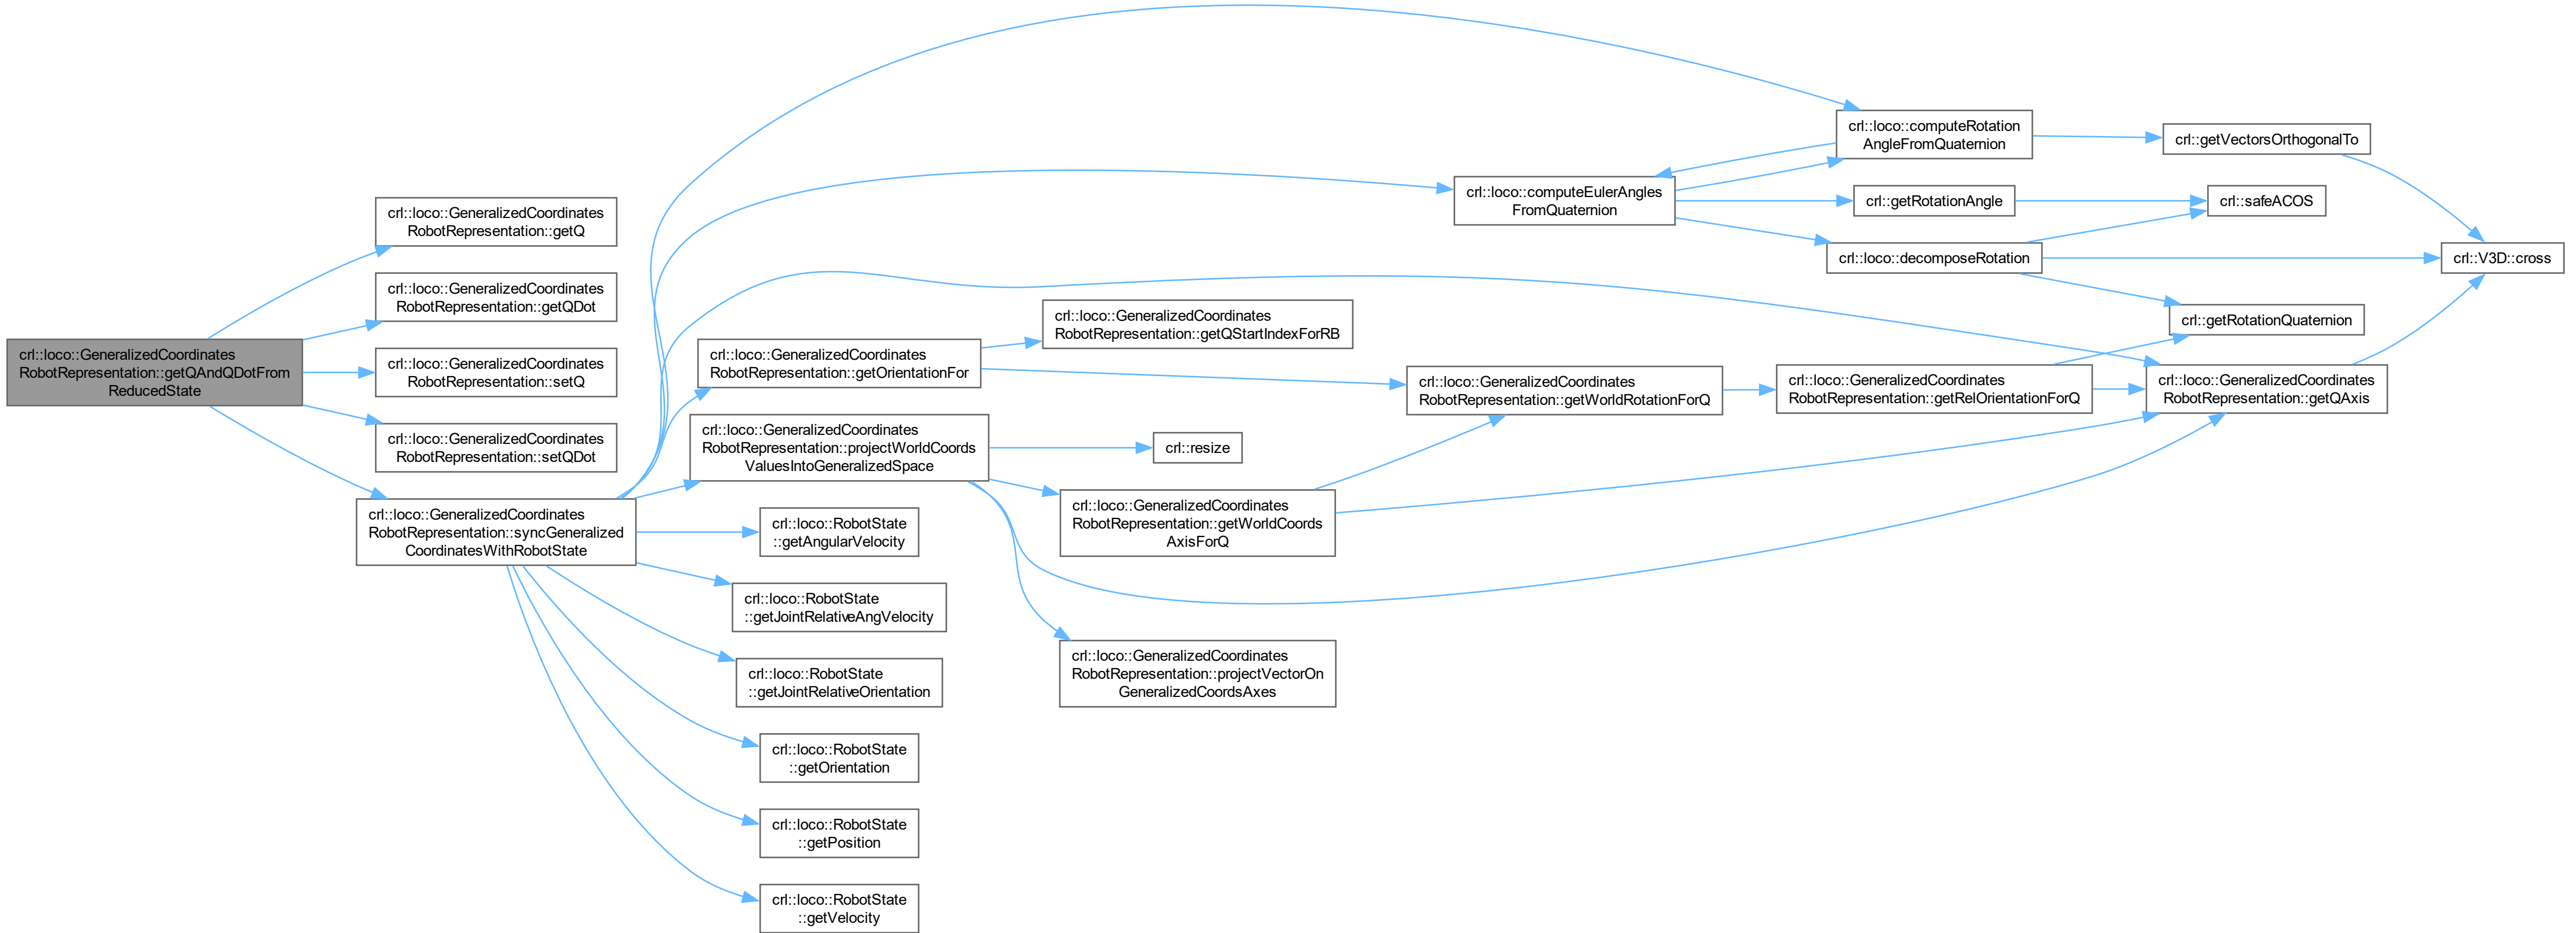 crl::loco::GeneralizedCoordinates
RobotRepresentation::getQAndQDotFrom
ReducedState
crl::loco::GeneralizedCoordinates
RobotRepresentation::getQ
crl::loco::GeneralizedCoordinates
RobotRepresentation::getQDot
crl::loco::GeneralizedCoordinates
RobotRepresentation::setQ
crl::loco::GeneralizedCoordinates
RobotRepresentation::setQDot
crl::loco::GeneralizedCoordinates
RobotRepresentation::syncGeneralized
CoordinatesWithRobotState
crl::loco::GeneralizedCoordinates
RobotRepresentation::getOrientationFor
crl::loco::GeneralizedCoordinates
RobotRepresentation::projectWorldCoords
ValuesIntoGeneralizedSpace
crl::loco::RobotState
::getAngularVelocity
crl::loco::RobotState
::getJointRelativeAngVelocity
crl::loco::RobotState
::getJointRelativeOrientation
crl::loco::RobotState
::getOrientation
crl::loco::RobotState
::getPosition
crl::loco::RobotState
::getVelocity
crl::loco::GeneralizedCoordinates
RobotRepresentation::getQStartIndexForRB
crl::resize
crl::loco::GeneralizedCoordinates
RobotRepresentation::getWorldCoords
AxisForQ
crl::loco::GeneralizedCoordinates
RobotRepresentation::projectVectorOn
GeneralizedCoordsAxes
crl::loco::computeEulerAngles
FromQuaternion
crl::loco::GeneralizedCoordinates
RobotRepresentation::getWorldRotationForQ
crl::loco::computeRotation
AngleFromQuaternion
crl::getRotationAngle
crl::loco::decomposeRotation
crl::loco::GeneralizedCoordinates
RobotRepresentation::getRelOrientationForQ
crl::getVectorsOrthogonalTo
crl::safeACOS
crl::getRotationQuaternion
crl::loco::GeneralizedCoordinates
RobotRepresentation::getQAxis
crl::V3D::cross